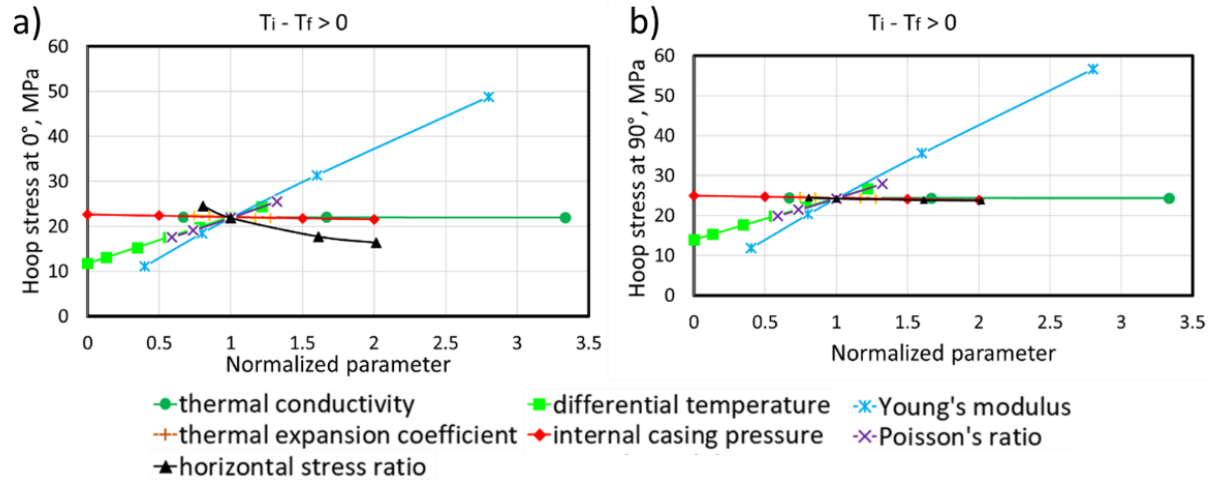 a)
Ti - Tf > 0
Hoop stress at 0°, MPa
60
50
40
30
20
10
0
0 0.5 1 1.5 2 2.5 3 3.5
Normalized parameter
b)
Ti - Tf > 0
Hoop stress at 90°, MPa
60
50
40
30
20
10
0
0 0.5 1 1.5 2 2.5 3 3.5
Normalized parameter
thermal conductivity differential temperature Young's modulus
thermal expansion coefficient internal casing pressure Poisson's ratio
horizontal stress ratio